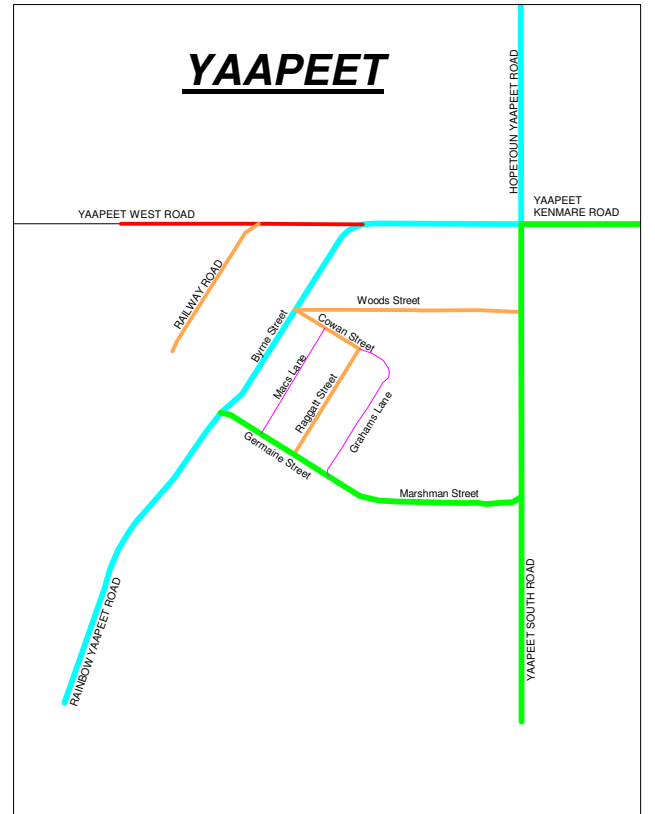 YAAPEET
HOPETOUN YAAPEET ROAD
YAAPEET
KENMARE ROAD
YAAPEET WEST ROAD
RAILWAY ROAD
Woods Street
Byrne Street
Cowan Street
Macs Lane
Raggatt Street
Grahams Lane
Germaine Street
Marshman Street
RAINBOW YAAPEET ROAD
YAAPEET SOUTH ROAD